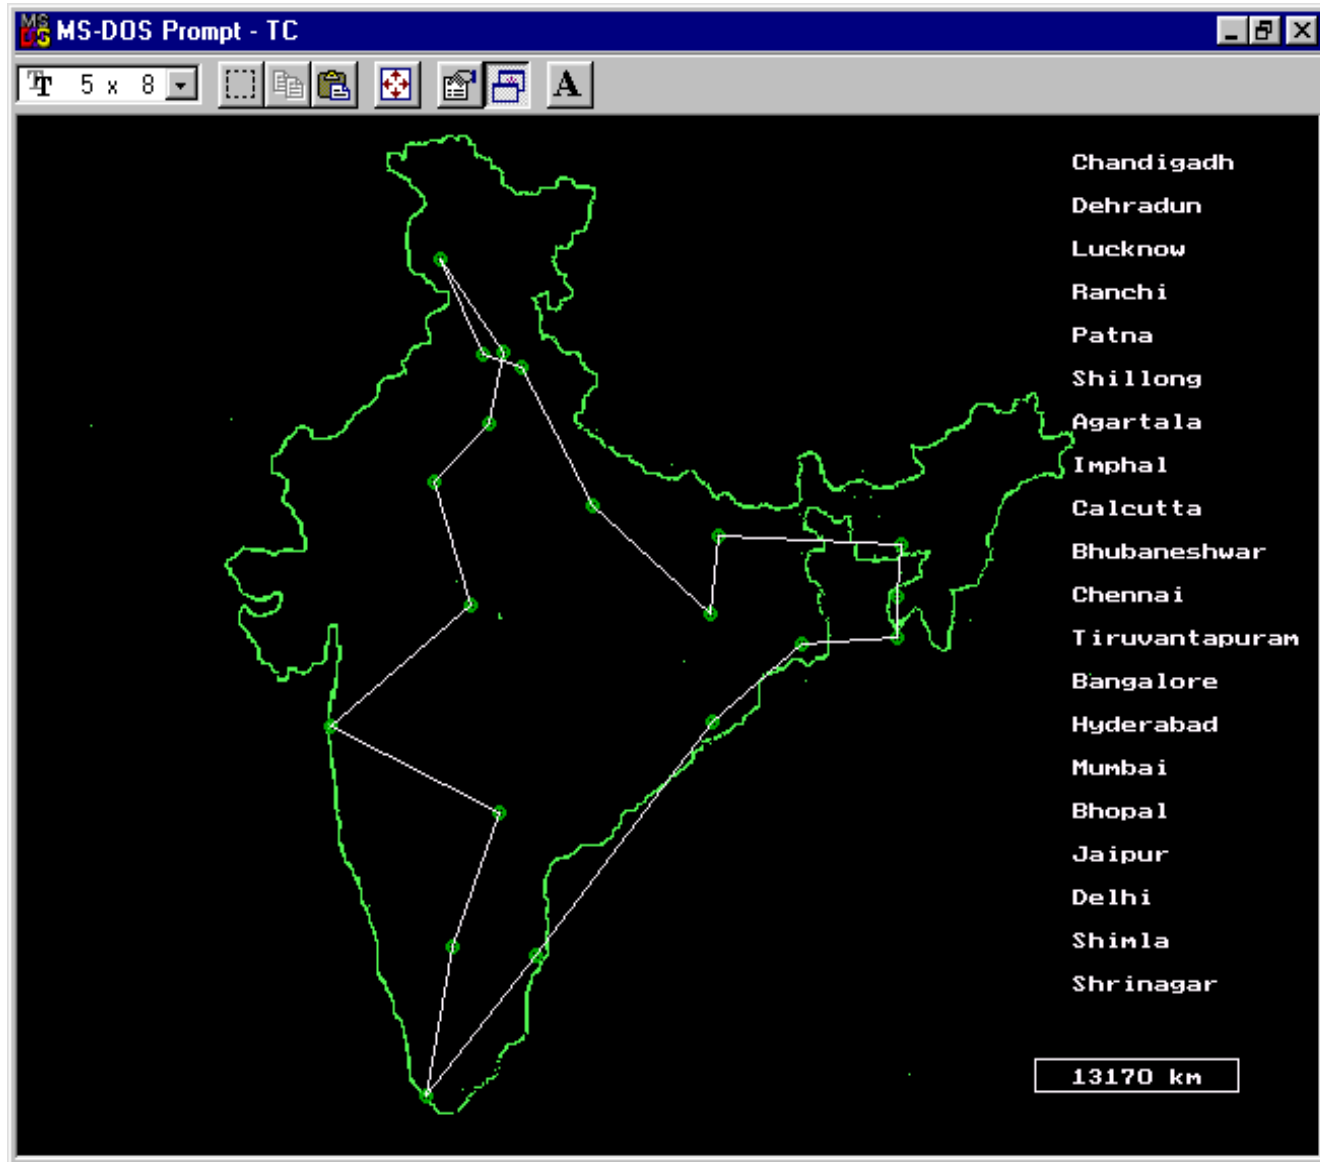 MS-DOS Prompt - TC
5 x 8
A
Chandigadh
Dehradun
Lucknow
Ranchi
Patna
Shillong
Agartala
Imphal
Calcutta
Bhubaneshwar
Chennai
Tiruvantapuram
Bangalore
Hyderabad
Mumbai
Bhopal
Jaipur
Delhi
Shimla
Shrinagar
13170 km